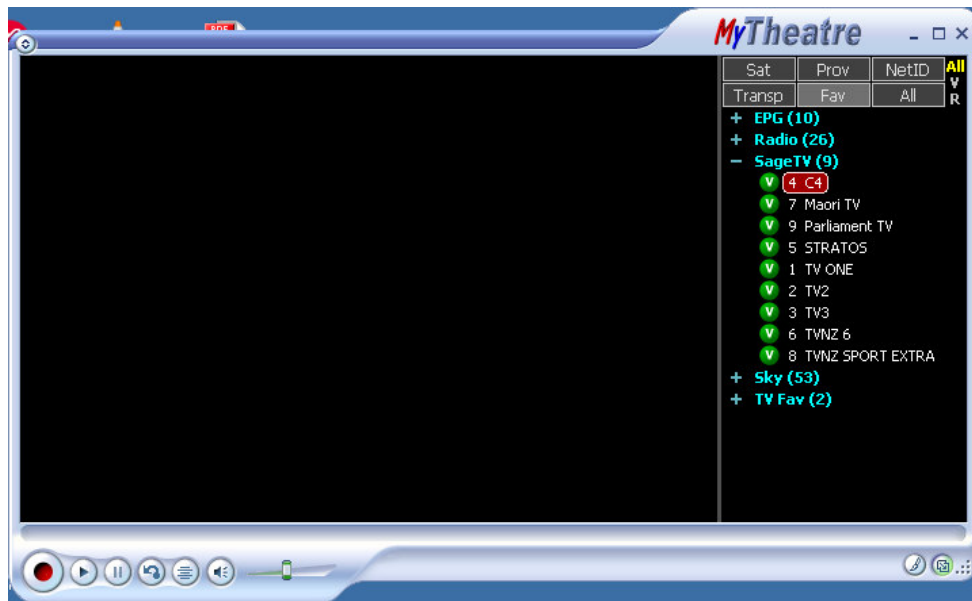 PDF
MyTheatre
Sat Prov NetID All
V
Transp Fav All R
+ EPG (10)
+ Radio (26)
− SageTV (9)
V 4 C4
V 7 Maori TV
V 9 Parliament TV
V 5 STRATOS
V 1 TV ONE
V 2 TV2
V 3 TV3
V 6 TVNZ 6
V 8 TVNZ SPORT EXTRA
+ Sky (53)
+ TV Fav (2)